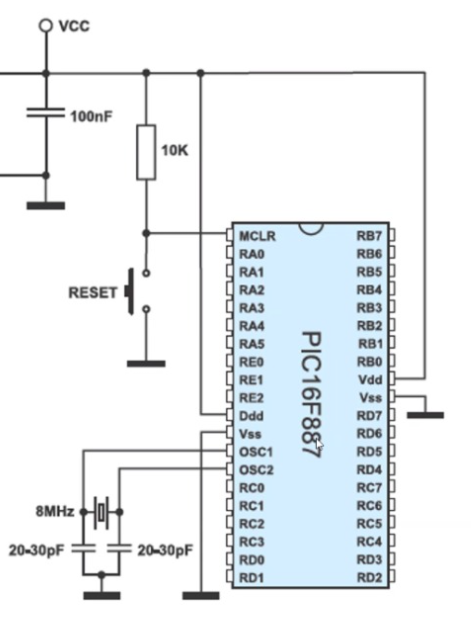 VCC
100nF
10K
RESET
MCLR
RA0
RA1
RA2
RA3
RA4
RA5
RE0
RE1
RE2
Ddd
Vss
OSC1
OSC2
RC0
RC1
RC2
RC3
RD0
RD1
PIC16F887
RB7
RB6
RB5
RB4
RB3
RB2
RB1
RB0
Vdd
Vss
RD7
RD6
RD5
RD4
RC7
RC6
RC5
RC4
RD3
RD2
8MHz
20-30pF
20-30pF